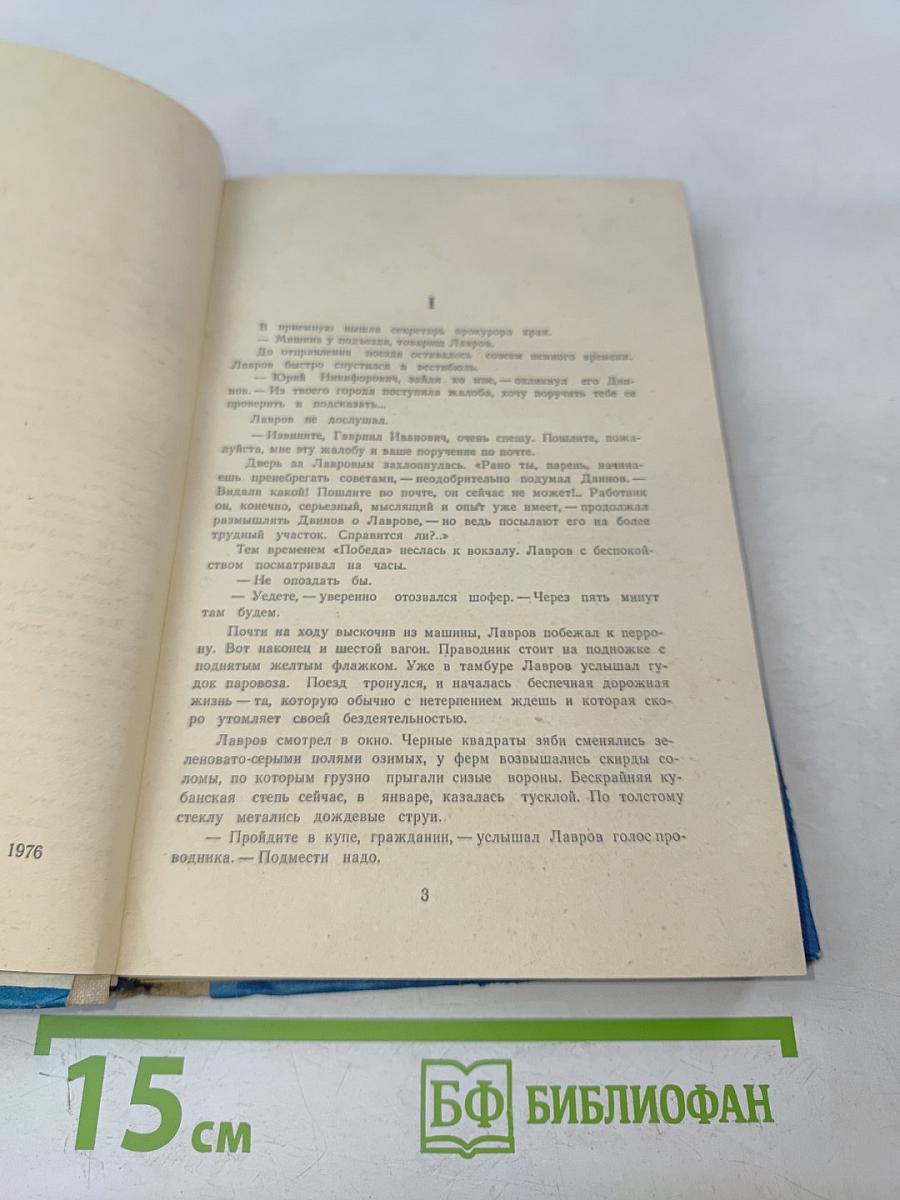 I
В приемную вышла секретарь прокурора края.
— Машина у подъезда, товарищ Лавров.
До отправления поезда оставалось совсем немного времени.
Лавров быстро спустился в вестибюль.
— Юрий Никифорович, зайди ко мне, — окликнул его Дви-
нов. — Из твоего города поступила жалоба, хочу поручить тебе ее
проверить и подсказать...
Лавров не дослушал.
— Извините, Гавриил Иванович, очень спешу. Пошлите, пожа-
луйста, мне эту жалобу и ваше поручение по почте.
Дверь за Лавровым захлопнулась. «Рано ты, парень, начина-
ешь пренебрегать советами, — неодобрительно подумал Двинов. —
Видали какой! Пошлите по почте, он сейчас не может!.. Работник
он, конечно, серьезный, мыслящий и опыт уже имеет, — продолжал
размышлять Двинов о Лаврове, — но ведь посылают его на более
трудный участок. Справится ли?..»
Тем временем «Победа» неслась к вокзалу. Лавров с беспокой-
ством посматривал на часы.
— Не опоздать бы.
— Уедете, — уверенно отозвался шофер. — Через пять минут
там будем.
Почти на ходу выскочив из машины, Лавров побежал к перро-
ну. Вот наконец и шестой вагон. Праводник стоит на подножке с
поднятым желтым флажком. Уже в тамбуре Лавров услышал гу-
док паровоза. Поезд тронулся, и началась беспечная дорожная
жизнь — та, которую обычно с нетерпением ждешь и которая ско-
ро утомляет своей бездеятельностью.
Лавров смотрел в окно. Черные квадраты зяби сменялись зе-
леновато-серыми полями озимых, у ферм возвышались скирды со-
ломы, по которым грузно прыгали сизые вороны. Бескрайняя ку-
банская степь сейчас, в январе, казалась тусклой. По толстому
стеклу метались дождевые струи.
— Пройдите в купе, гражданин, — услышал Лавров голос про-
водника. — Подмести надо.
3
1976
15 см
БФ БИБЛИОФАН